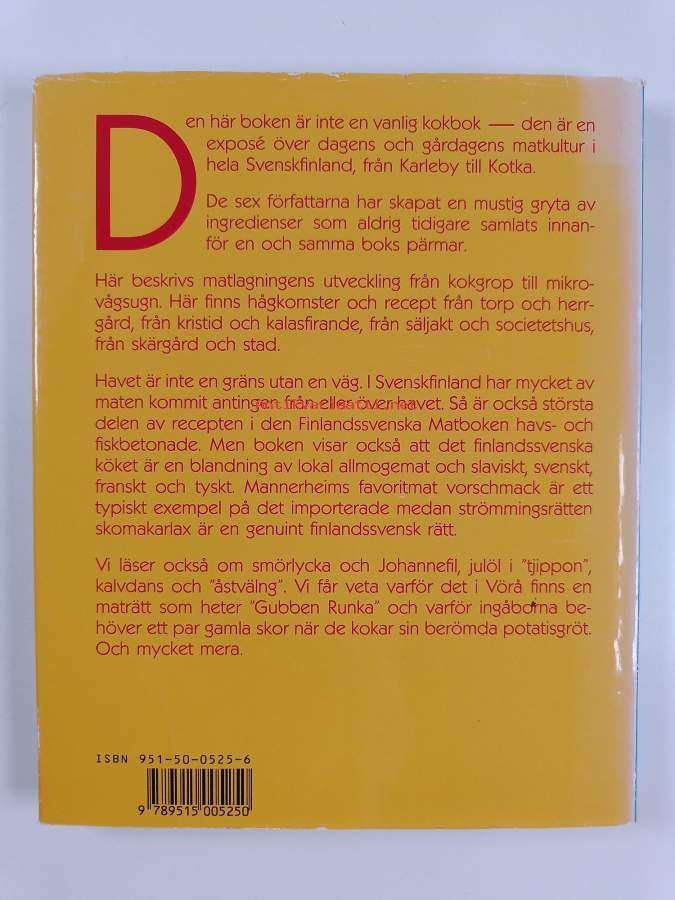 Den här boken är inte en vanlig kokbok — den är en
exposé över dagens och gårdagens matkultur i
hela Svenskfinland, från Karleby till Kotka.
De sex författarna har skapat en mustig gryta av
ingredienser som aldrig tidigare samlats innan-
för en och samma boks pärmar.
Här beskrivs matlagningens utveckling från kokgrop till mikro-
vågsugn. Här finns hågkomster och recept från torp och herr-
gård, från kristid och kalasfirande, från säljakt och societetshus,
från skärgård och stad.
Havet är inte en gräns utan en väg. I Svenskfinland har mycket av
maten kommit antingen från eller över havet. Så är också största
delen av recepten i den Finlandssvenska Matboken havs- och
fiskbetonade. Men boken visar också att det finlandssvenska
köket är en blandning av lokal allmogemat och slaviskt, svenskt,
franskt och tyskt. Mannerheims favoritmat vorschmack är ett
typiskt exempel på det importerade medan strömmingsrätten
skomakarlax är en genuint finlandssvensk rätt.
Vi läser också om smörlycka och Johannefil, julöl i "tjippon",
kalvdans och "åstvälng". Vi får veta varför det i Vörå finns en
maträtt som heter "Gubben Runka" och varför ingåborna be-
höver ett par gamla skor när de kokar sin berömda potatisgröt.
Och mycket mera.
ISBN 951-50-0525-6
9 789515 005250